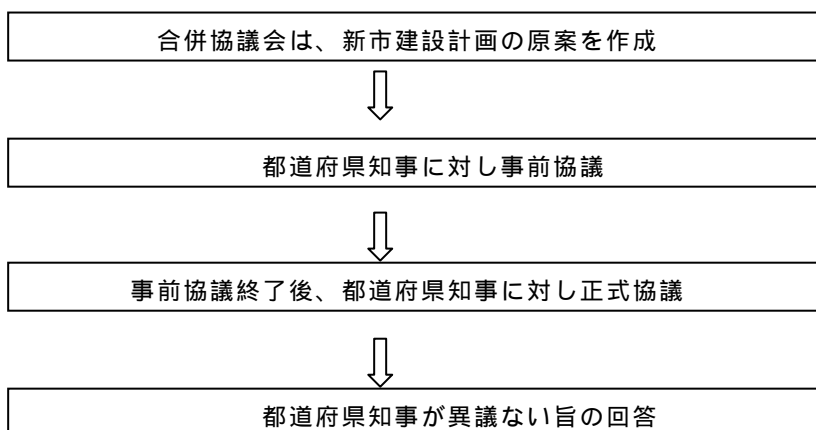 合併協議会は、新市建設計画の原案を作成
都道府県知事に対し事前協議
事前協議終了後、都道府県知事に対し正式協議
都道府県知事が異議ない旨の回答